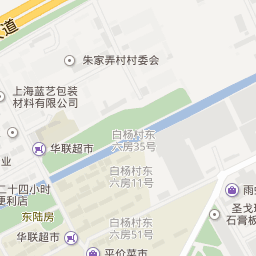 道
朱家弄村村委会
上海蓝艺包装
材料有限公司
华联超市
白杨村东
六房35号
业
二十四小时
便利店
白杨村东
六房11号
东陆房
华联超市
白杨村东
六房51号
平价菜市
雨
圣戈
石膏板